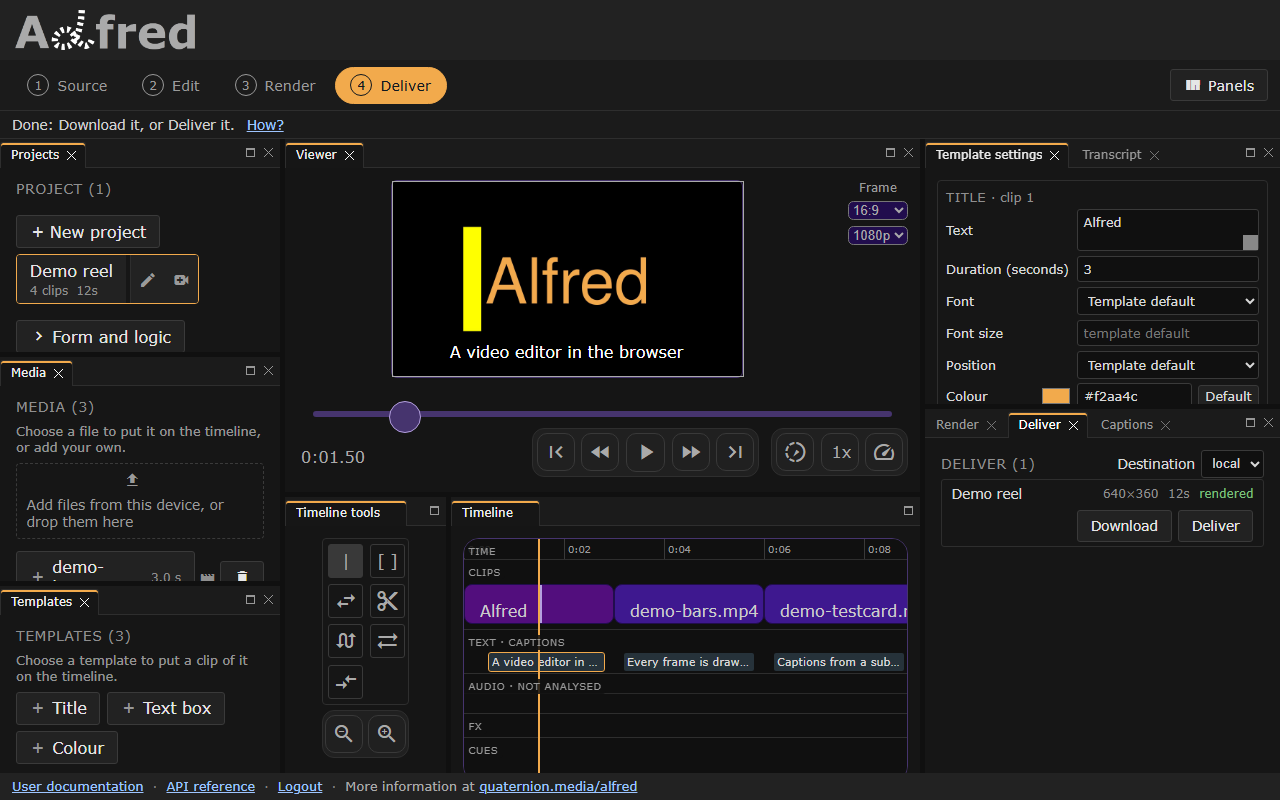 Alfred
1 Source
2 Edit
3 Render
4 Deliver
Panels
Done: Download it, or Deliver it. How?
Projects
PROJECT (1)
+ New project
Demo reel
4 clips 12s
Form and logic
Media
MEDIA (3)
Choose a file to put it on the timeline,
or add your own.
Add files from this device, or
drop them here
+ demo-
3.0 s
Templates
TEMPLATES (3)
Choose a template to put a clip of it
on the timeline.
+ Title
+ Text box
+ Colour
Viewer
Alfred
A video editor in the browser
Frame
16:9
1080p
0:01.50
1x
Timeline tools
Timeline
TIME
0:02
0:04
0:06
0:08
CLIPS
Alfred
demo-bars.mp4
demo-testcard.
TEXT · CAPTIONS
A video editor in ...
Every frame is draw...
Captions from a sub...
AUDIO · NOT ANALYSED
FX
CUES
Template settings
Transcript
TITLE · clip 1
Text
Alfred
Duration (seconds)
3
Font
Template default
Font size
template default
Position
Template default
Colour
#f2aa4c
Default
Render
Deliver
Captions
DELIVER (1)
Destination
local
Demo reel
640×360 12s rendered
Download
Deliver
User documentation · API reference · Logout · More information at quaternion.media/alfred